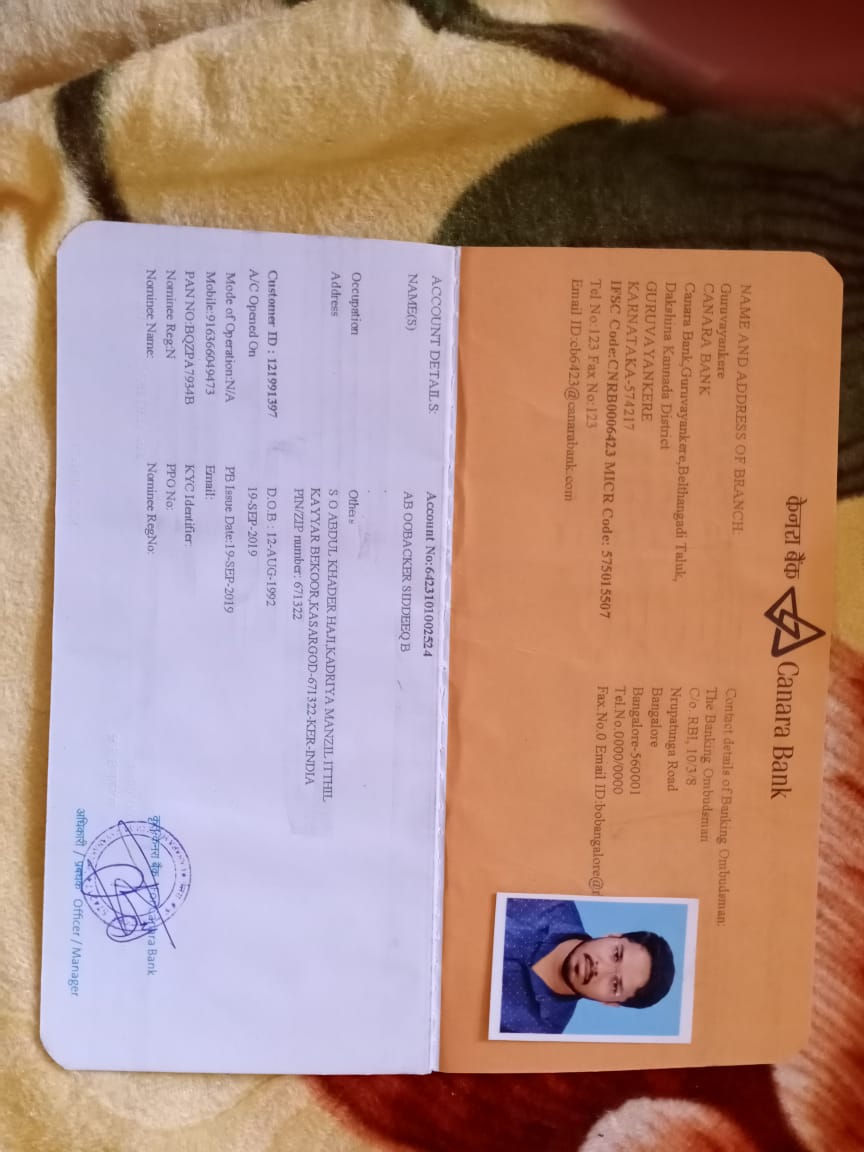 केनरा बैंक Canara Bank
NAME AND ADDRESS OF BRANCH:
Guruvayankere
CANARA BANK
Canara Bank,Guruvayankere,Belthangadi Taluk,
Dakshina Kannada District
GURUVAYANKERE
KARNATAKA-574217
IFSC Code:CNRB0006423 MICR Code: 575015507
Tel No:123 Fax No:123
Email ID:cb6423@canarabank.com
Contact details of Banking Ombudsman:
The Banking Ombudsman
C/o. RBI, 10/3/8
Nrupatunga Road
Bangalore
Bangalore-560001
Tel.No.0000/0000
Fax.No.0 Email ID:bobangalore@r
ACCOUNT DETAILS: Account No:6423101002524
NAME(S) AB OOBACKER SIDDEEQ B
Occupation Others
Address S O ABDUL KHADER HAJI,KADRIYA MANZIL ITTHIL
KAYYAR BEKOOR,KASARGOD-671322-KER-INDIA
PIN/ZIP number: 671322
Customer ID : 121991397 D.O.B : 12-AUG-1992
A/C Opened On 19-SEP-2019
Mode of Operation:N/A PB Issue Date:19-SEP-2019
Mobile:916366049473 Email:
PAN NO:BQZPA7934B KYC Identifier:
Nominee Reg:N PPO No:
Nominee Name: Nominee RegNo:
Canara Bank
अधिकारी / प्रबंधक Officer / Manager